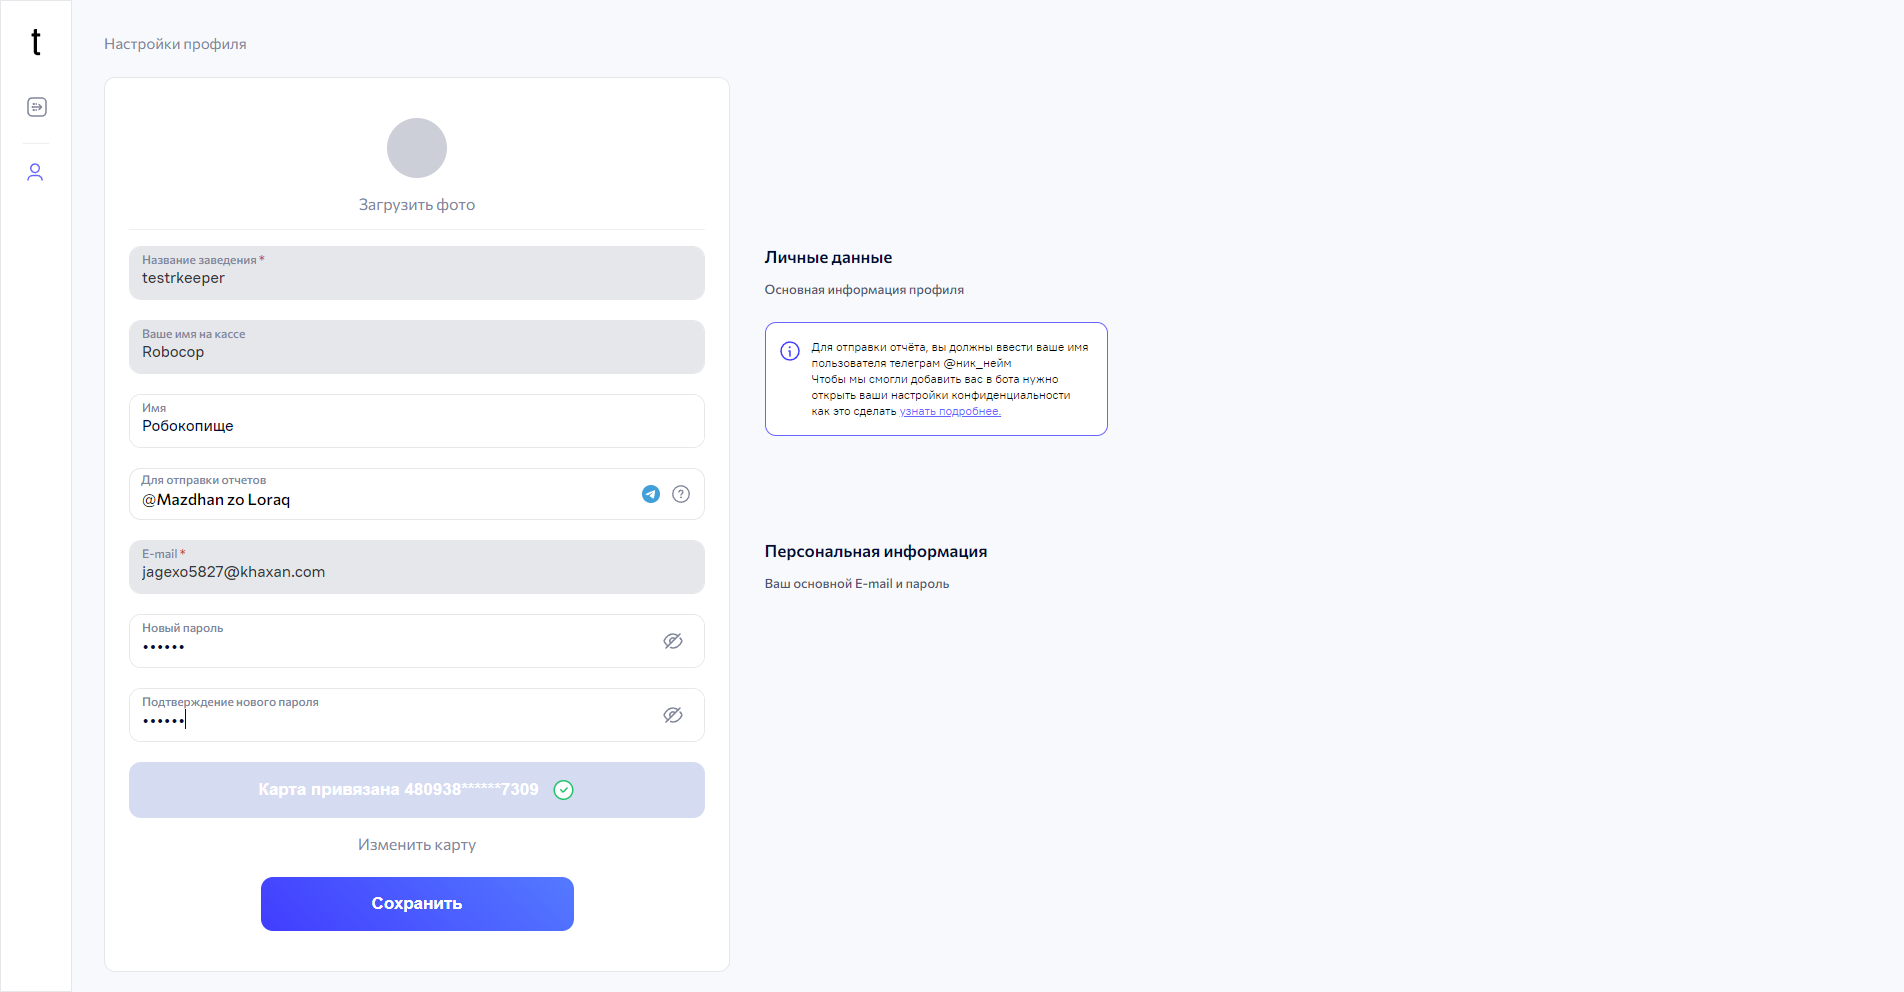 t
Настройки профиля
Загрузить фото
Название заведения *
testrkeeper
Ваше имя на кассе
Robocop
Имя
Робокопище
Для отправки отчетов
@Mazdhan zo Loraq
E-mail *
jagexo5827@khaxan.com
Новый пароль
••••••
Подтверждение нового пароля
••••••
Карта привязана 480938******7309
Изменить карту
Сохранить
Личные данные
Основная информация профиля
Для отправки отчёта, вы должны ввести ваше имя
пользователя телеграм @ник_нейм
Чтобы мы смогли добавить вас в бота нужно
открыть ваши настройки конфиденциальности
как это сделать узнать подробнее.
Персональная информация
Ваш основной E-mail и пароль